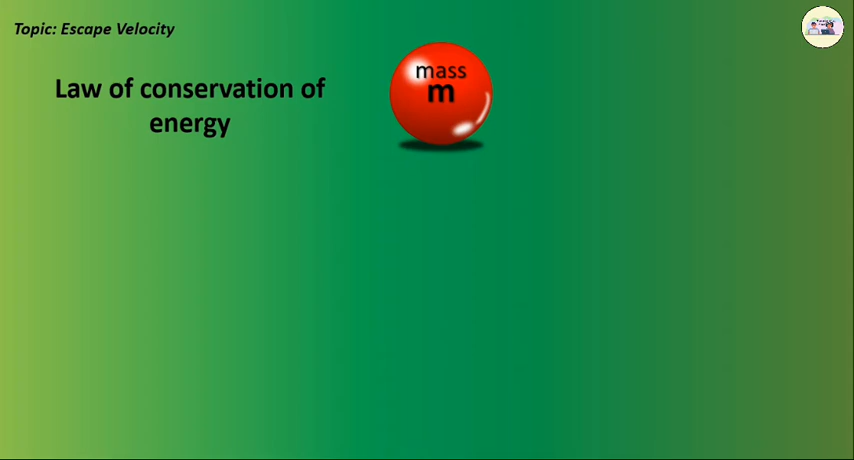 Topic: Escape Velocity
Law of conservation of
energy
mass
m